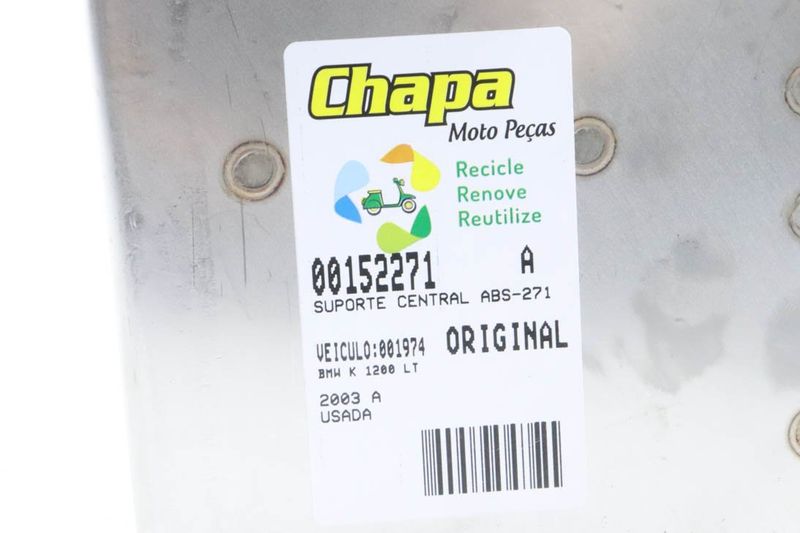 Chapa
Moto Peças
Recicle
Renove
Reutilize
00152271 A
SUPORTE CENTRAL ABS-271
VEICULO:001974 ORIGINAL
BMW K 1200 LT
2003 A
USADA